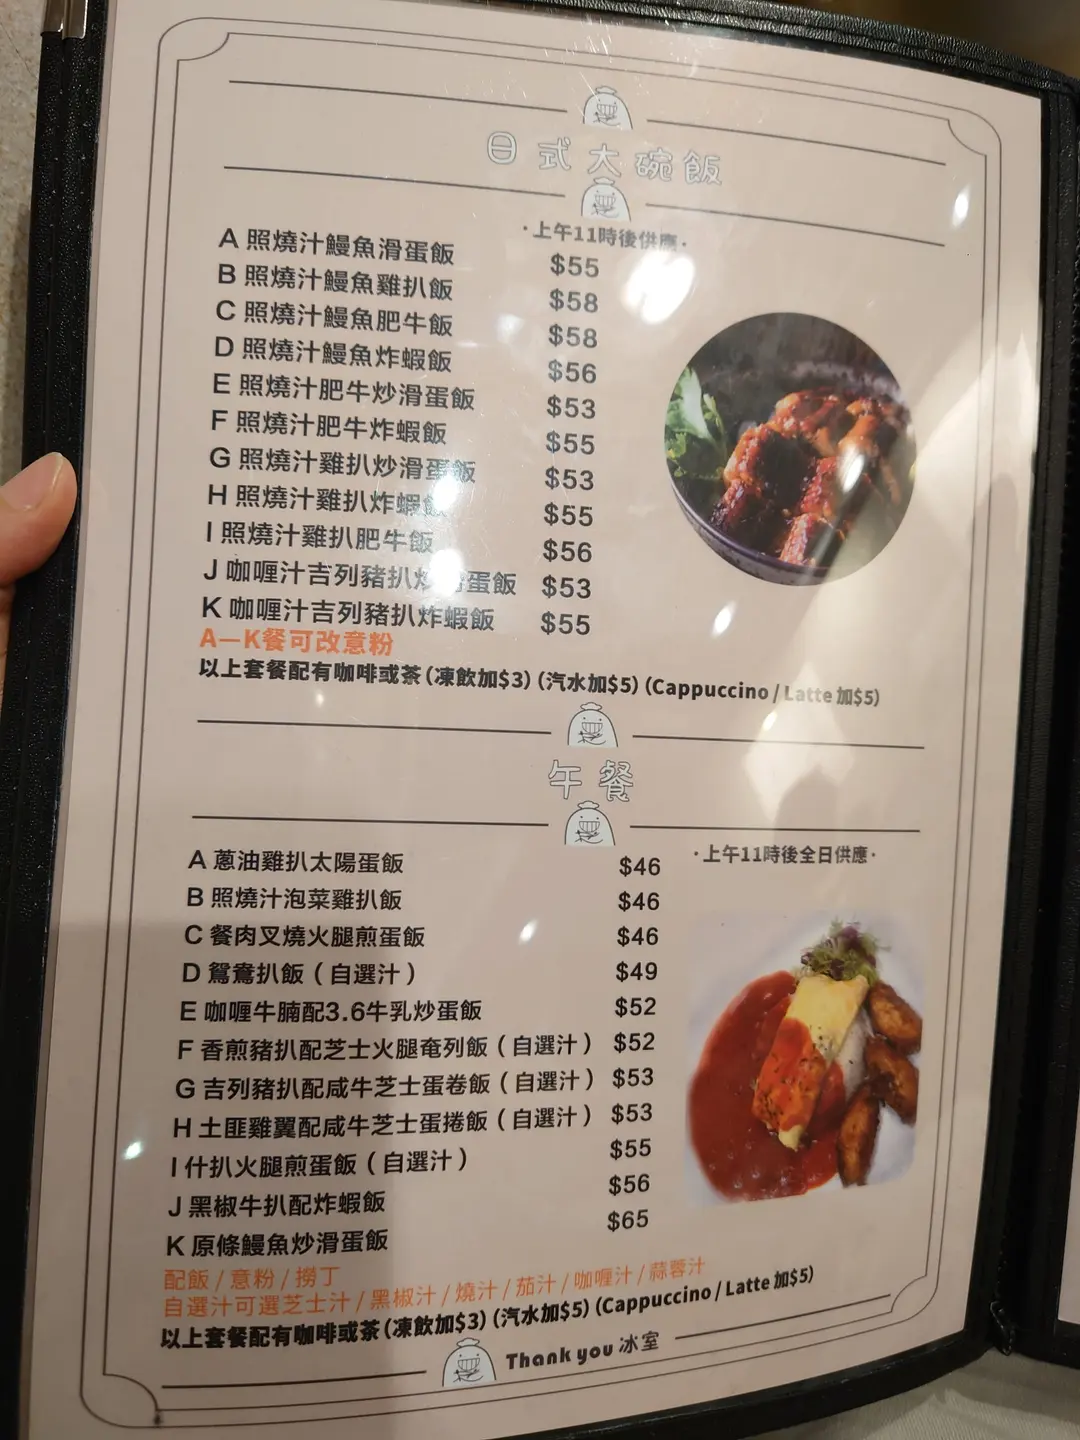 日式大碗飯
·上午11時後供應·
A 照燒汁鰻魚滑蛋飯 $55
B 照燒汁鰻魚雞扒飯 $58
C 照燒汁鰻魚肥牛飯 $58
D 照燒汁鰻魚炸蝦飯 $56
E 照燒汁肥牛炒滑蛋飯 $53
F 照燒汁肥牛炸蝦飯 $55
G 照燒汁雞扒炒滑蛋飯 $53
H 照燒汁雞扒炸蝦飯 $55
I 照燒汁雞扒肥牛飯 $56
J 咖喱汁吉列豬扒炒滑蛋飯 $53
K 咖喱汁吉列豬扒炸蝦飯 $55
A—K餐可改意粉
以上套餐配有咖啡或茶(凍飲加$3)(汽水加$5)(Cappuccino / Latte 加$5)
午餐
·上午11時後全日供應·
A 蔥油雞扒太陽蛋飯 $46
B 照燒汁泡菜雞扒飯 $46
C 餐肉叉燒火腿煎蛋飯 $46
D 鴛鴦扒飯（自選汁） $49
E 咖喱牛腩配3.6牛乳炒蛋飯 $52
F 香煎豬扒配芝士火腿奄列飯（自選汁） $52
G 吉列豬扒配咸牛芝士蛋卷飯（自選汁） $53
H 土匪雞翼配咸牛芝士蛋捲飯（自選汁） $53
I 什扒火腿煎蛋飯（自選汁） $55
J 黑椒牛扒配炸蝦飯 $56
K 原條鰻魚炒滑蛋飯 $65
配飯 / 意粉 / 撈丁
自選汁可選芝士汁 / 黑椒汁 / 燒汁 / 茄汁 / 咖喱汁 / 蒜蓉汁
以上套餐配有咖啡或茶(凍飲加$3)(汽水加$5)(Cappuccino / Latte 加$5)
Thank you 冰室